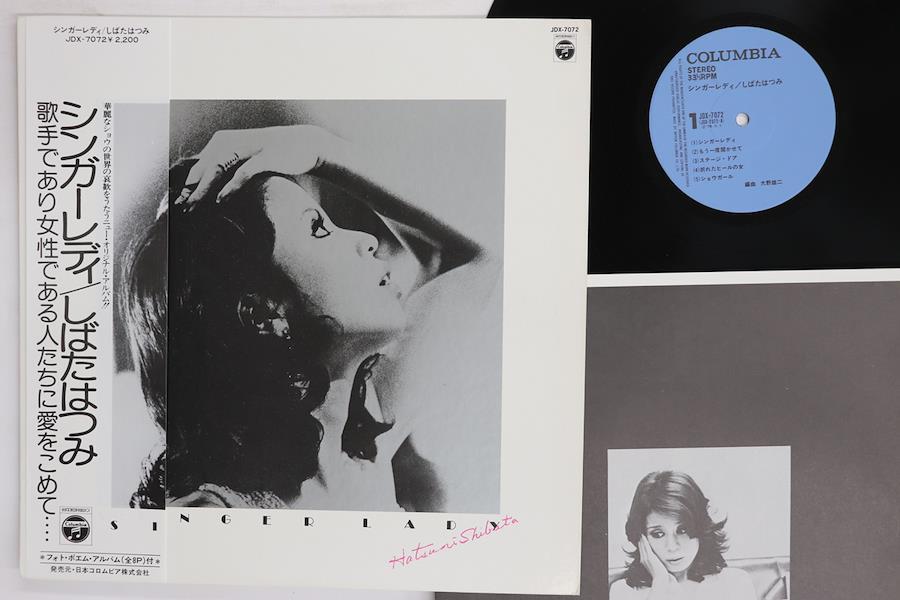 シンガーレディ/しばたはつみ
JDX-7072¥2,200
華麗なショウの世界の哀歓をうたうニュー・オリジナル・アルバム!!
シンガーレディ/しばたはつみ
歌手であり女性である人たちに愛をこめて…
Columbia
*フォト・ポエム・アルバム(全8P)付*
発売元・日本コロムビア株式会社
JDX-7072
Columbia
SINGER LADY
Hatsumi Shibata
COLUMBIA
STEREO
33⅓RPM
シンガーレディ/しばたはつみ
1 JDX-7072
(JDX-7072-A)
(1)シンガーレディ
(2)もう一度聞かせて
(3)ステージ・ドア
(4)折れたヒールの女
(5)ショウガール
編曲 大野雄二